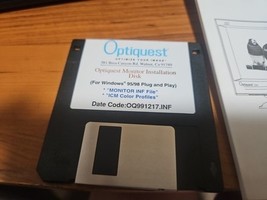 Optiquest
OPTIMIZE YOUR IMAGE
Optiquest Monitor Installation
Disk
(For Windows® 95/98 Plug and Play)
* "MONITOR INF File"
* "ICM Color Profiles"
Date Code:OQ991217.INF